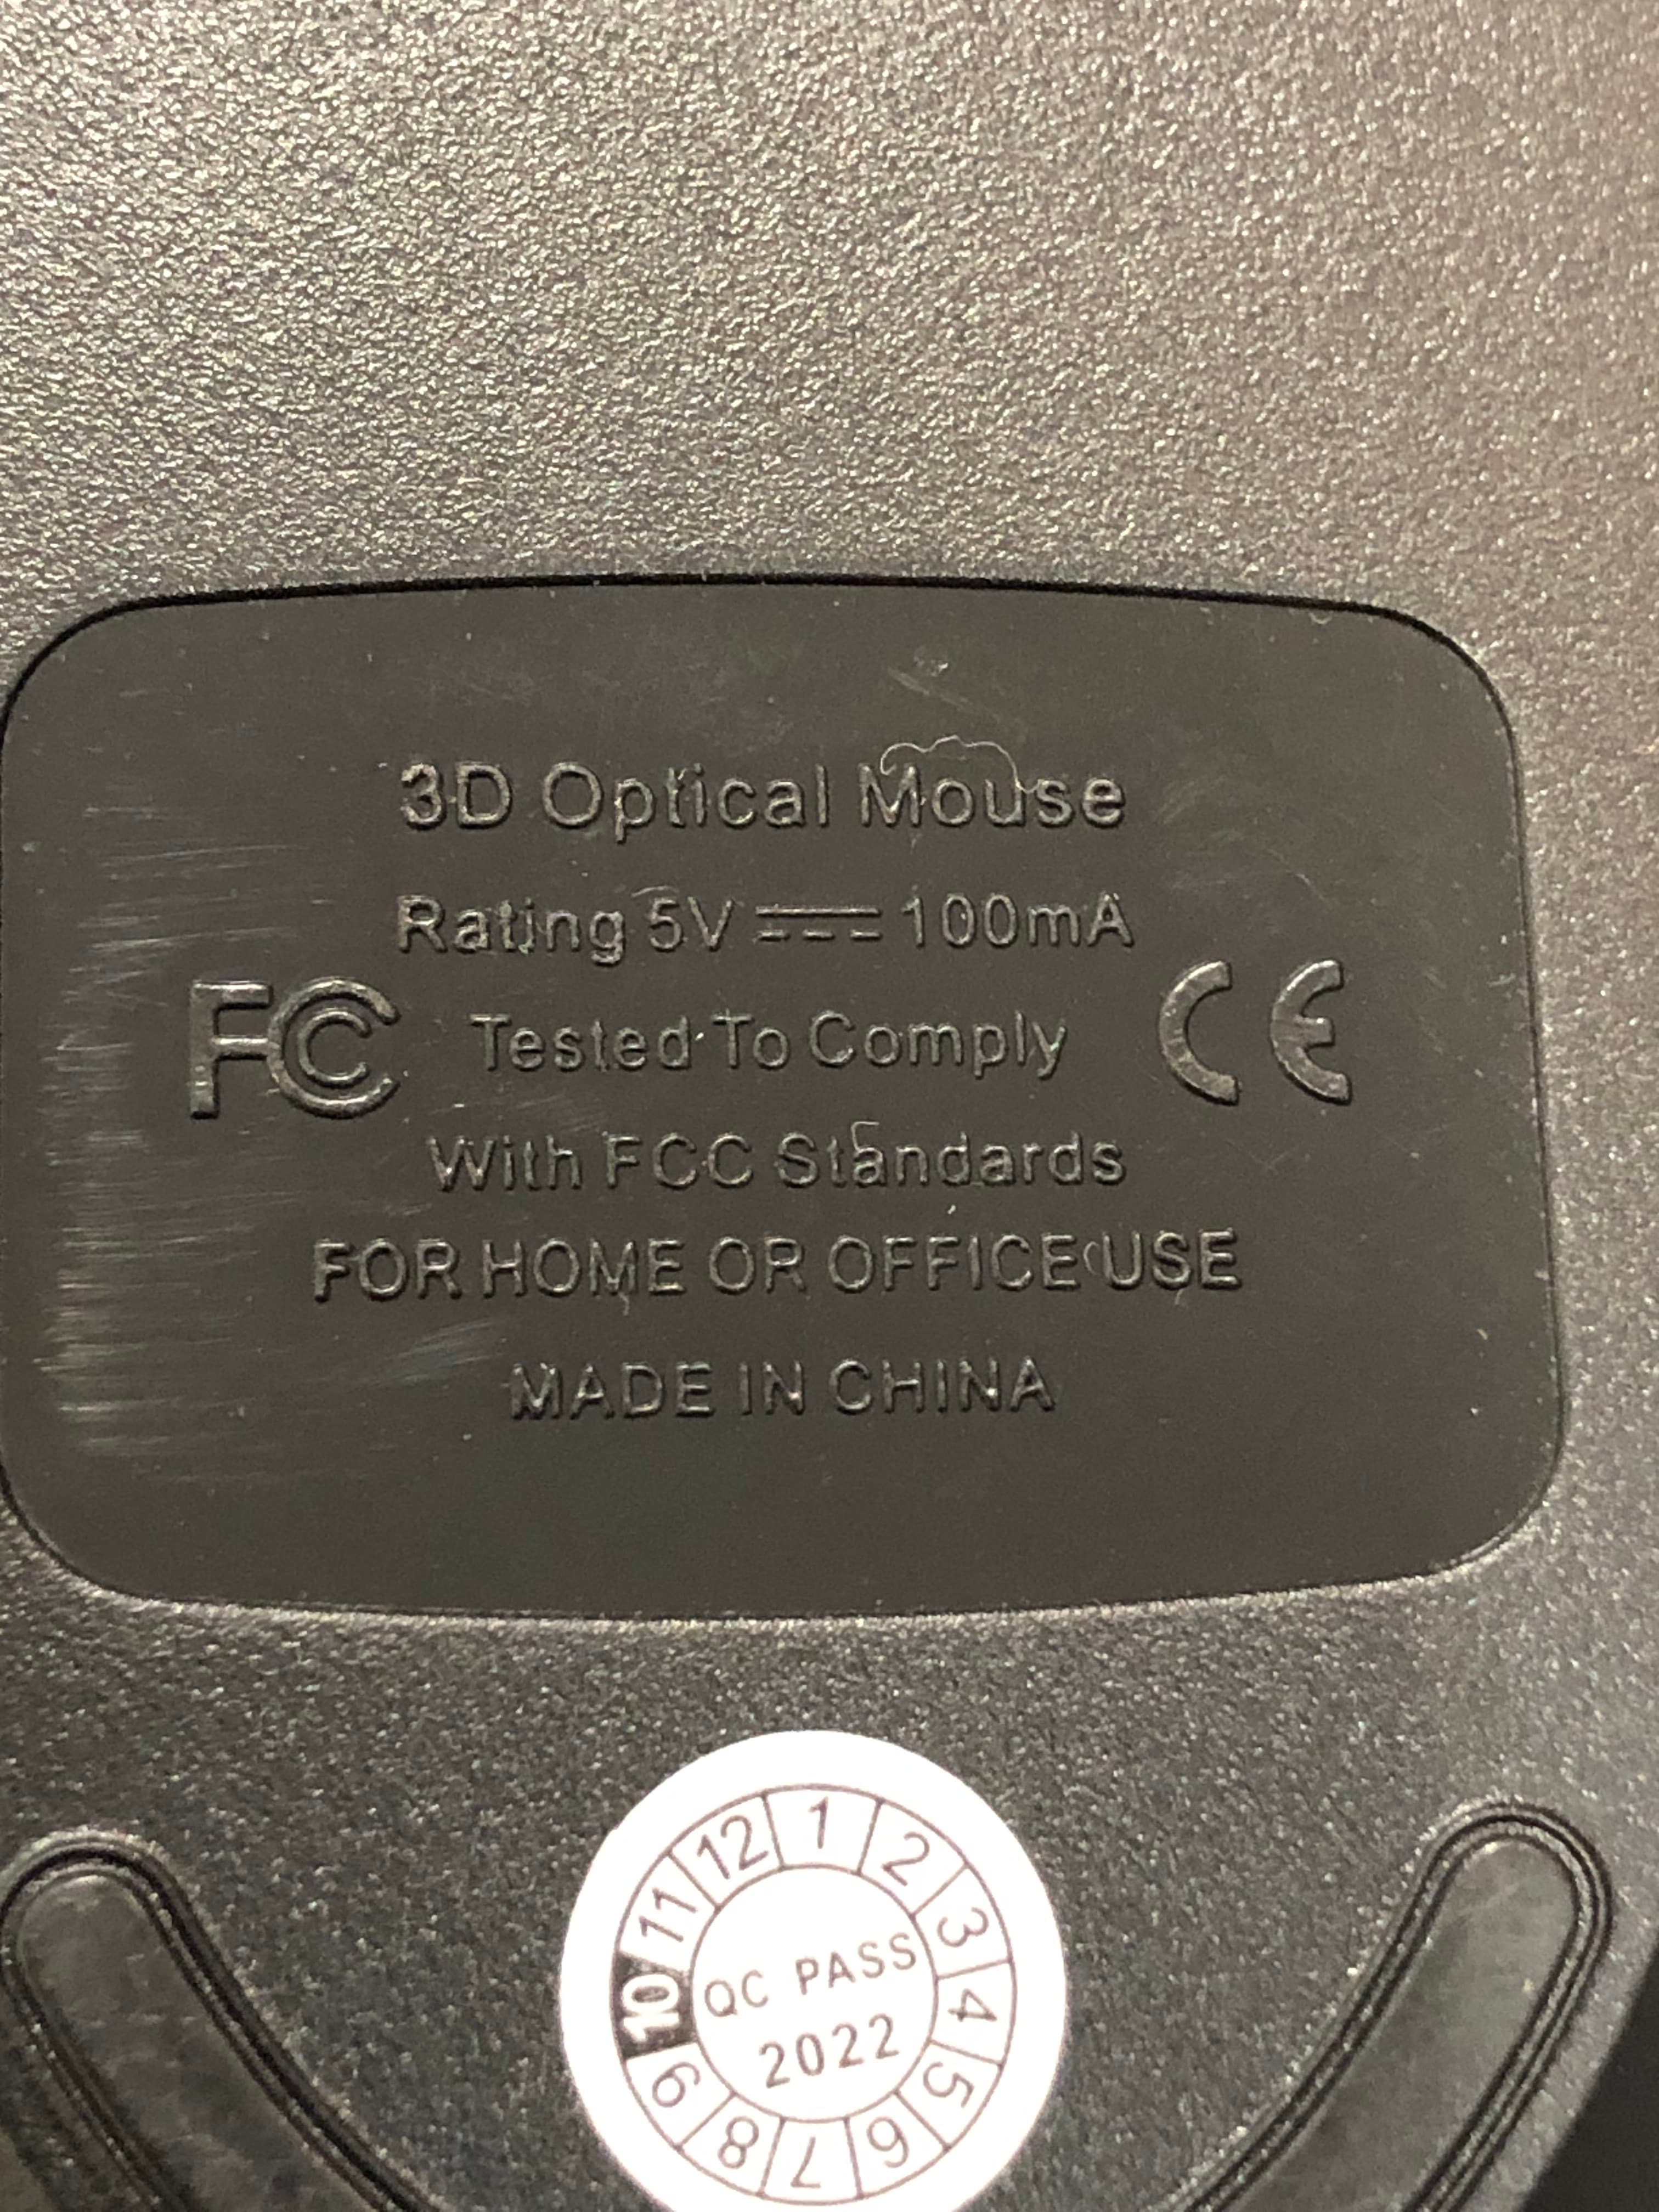 3D Optical Mouse
Rating 5V ⎓ 100mA
FC Tested To Comply CE
With FCC Standards
FOR HOME OR OFFICE USE
MADE IN CHINA
1 2 3 4 5 6 7 8 9 10 11 12
QC PASS
2022